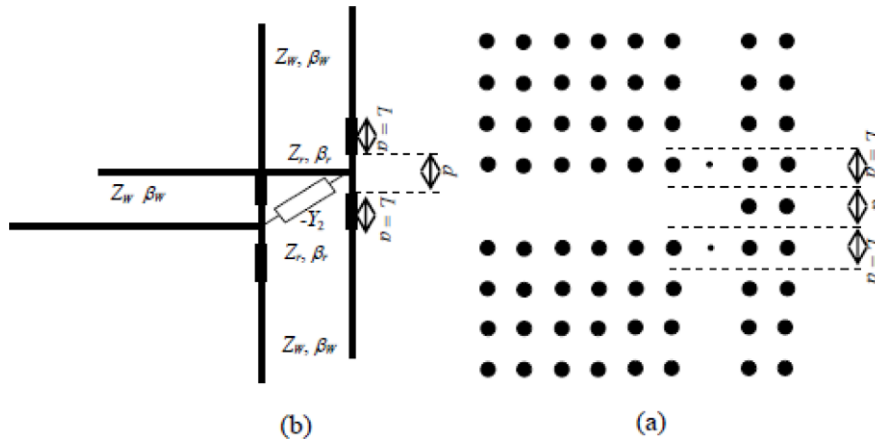 Z_W, β_W
L = a
Z_r, β_r
Z_W β_W
-Y_2
L = a
Z_r, β_r
Z_W, β_W
(b)
L = a
a
L = a
(a)